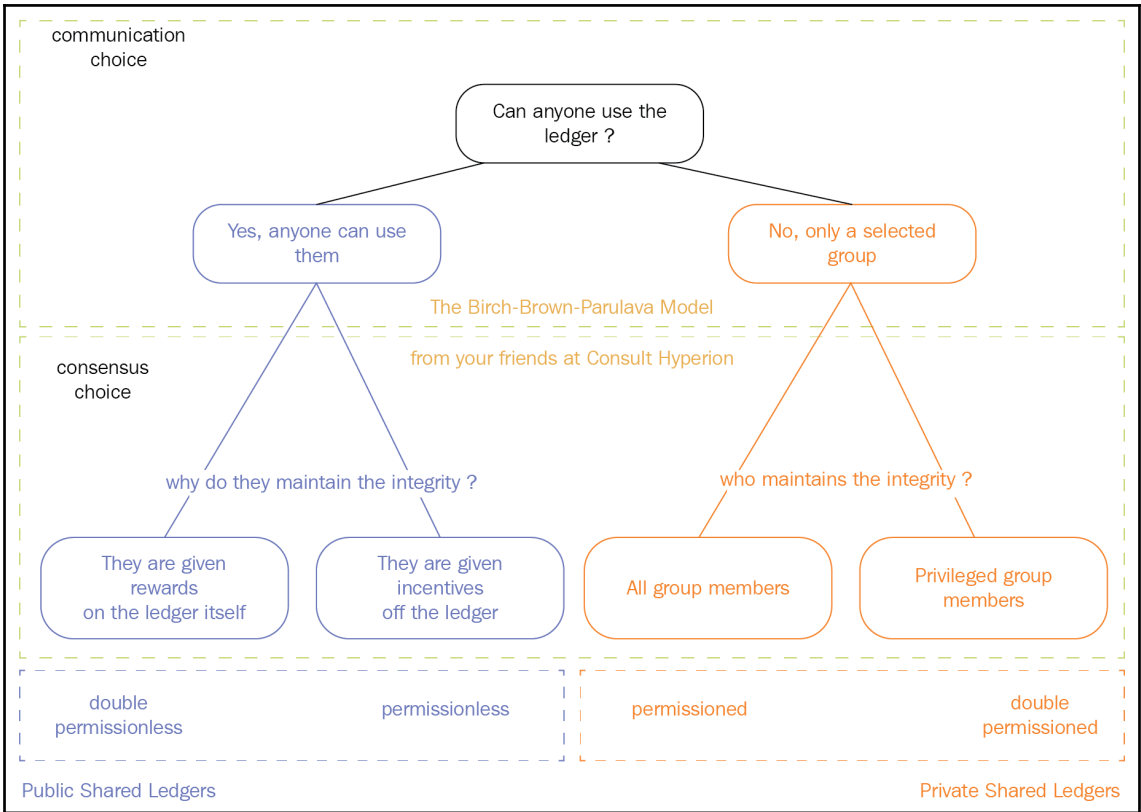 communication
choice
Can anyone use the
ledger ?
Yes, anyone can use
them
No, only a selected
group
The Birch-Brown-Parulava Model
from your friends at Consult Hyperion
consensus
choice
why do they maintain the integrity ?
who maintains the integrity ?
They are given
rewards
on the ledger itself
They are given
incentives
off the ledger
All group members
Privileged group
members
double
permissionless
permissionless
permissioned
double
permissioned
Public Shared Ledgers
Private Shared Ledgers